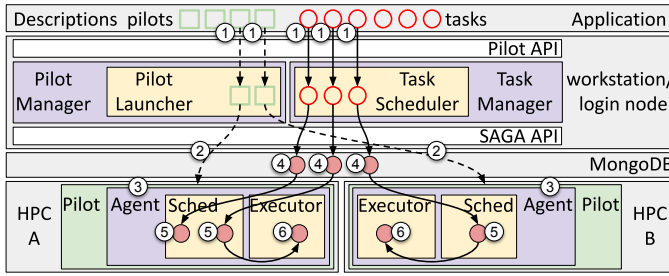 Descriptions pilots tasks Application
1 1 1 1 1
Pilot API
Pilot Manager
Pilot Launcher
Task Scheduler
Task Manager
workstation/
login node
SAGA API
2 2
4 4 4 MongoDB
3 3
HPC A
Pilot Agent Sched Executor
5 5 6
Executor Sched Agent Pilot
6 5
HPC B